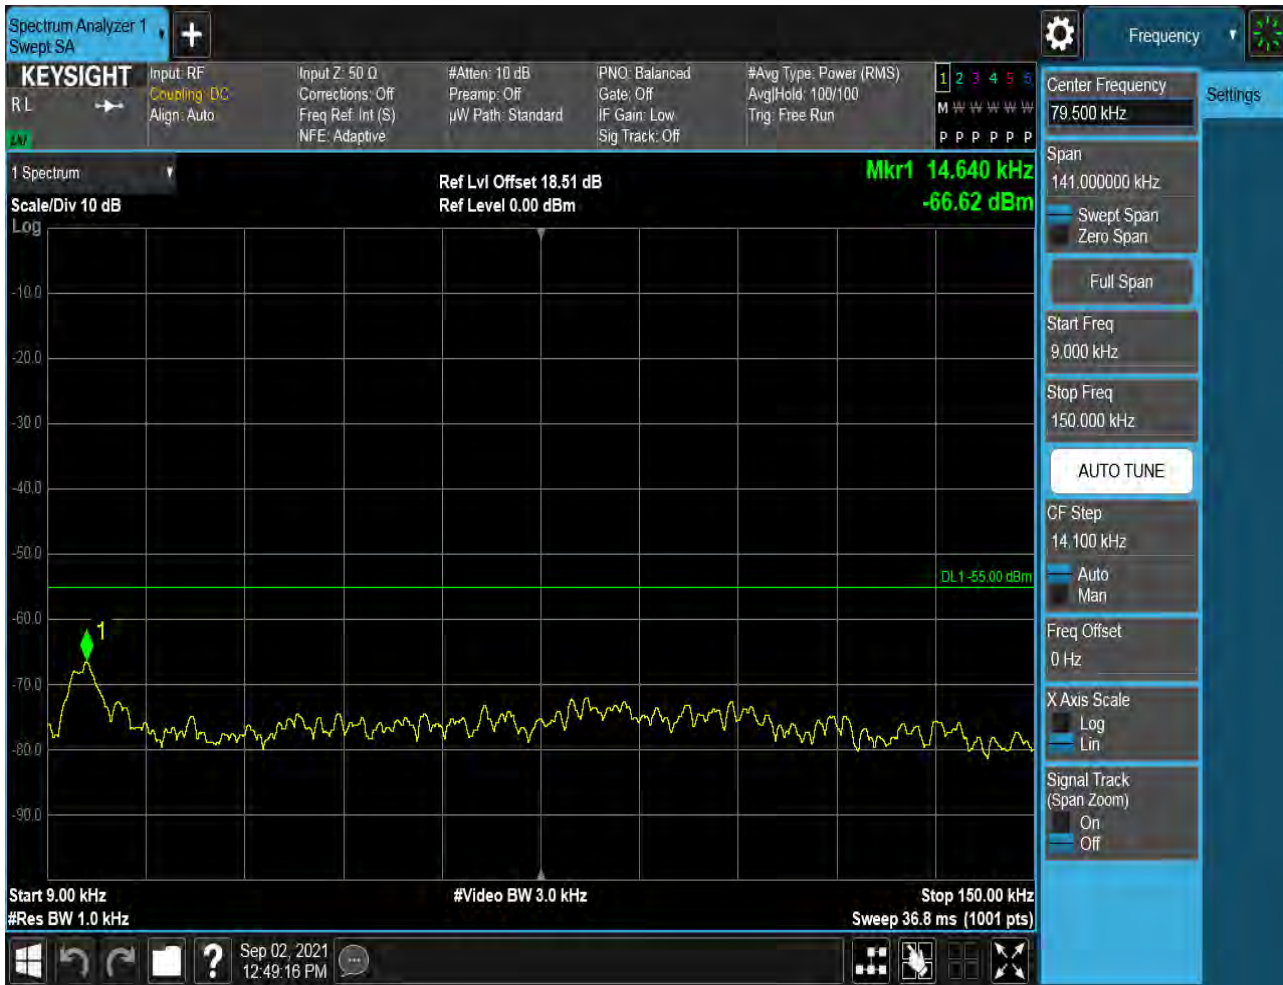 Spectrum Analyzer 1
Swept SA
Frequency
KEYSIGHT
RL
LXI
Input: RF
Coupling: DC
Align: Auto
Input Z: 50 Ω
Corrections: Off
Freq Ref: Int (S)
NFE: Adaptive
#Atten: 10 dB
Preamp: Off
µW Path: Standard
PNO: Balanced
Gate: Off
IF Gain: Low
Sig Track: Off
#Avg Type: Power (RMS)
Avg|Hold: 100/100
Trig: Free Run
1 2 3 4 5 6
M W W W W W
P P P P P P
1 Spectrum
Scale/Div 10 dB
Log
Ref Lvl Offset 18.51 dB
Ref Level 0.00 dBm
Mkr1 14.640 kHz
-66.62 dBm
-10.0
-20.0
-30.0
-40.0
-50.0
DL1 -55.00 dBm
-60.0
1
-70.0
-80.0
-90.0
Start 9.00 kHz
#Video BW 3.0 kHz
Stop 150.00 kHz
#Res BW 1.0 kHz
Sweep 36.8 ms (1001 pts)
?
Sep 02, 2021
12:49:16 PM
Center Frequency
79.500 kHz
Settings
Span
141.000000 kHz
Swept Span
Zero Span
Full Span
Start Freq
9.000 kHz
Stop Freq
150.000 kHz
AUTO TUNE
CF Step
14.100 kHz
Auto
Man
Freq Offset
0 Hz
X Axis Scale
Log
Lin
Signal Track
(Span Zoom)
On
Off